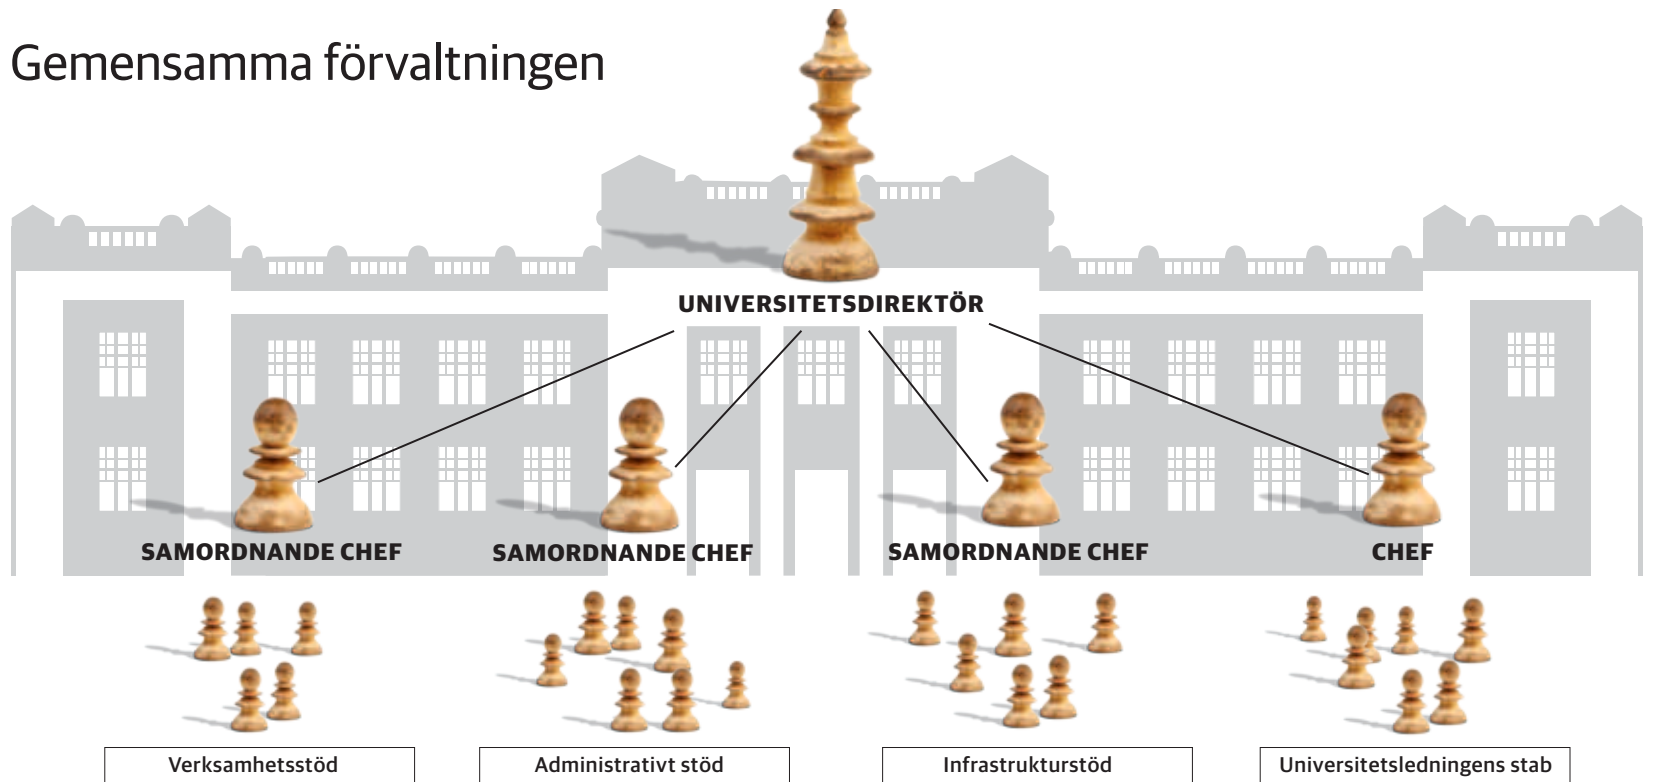 Gemensamma förvaltningen
UNIVERSITETSDIREKTÖR
SAMORDNANDE CHEF
SAMORDNANDE CHEF
SAMORDNANDE CHEF
CHEF
Verksamhetsstöd
Administrativt stöd
Infrastrukturstöd
Universitetsledningens stab